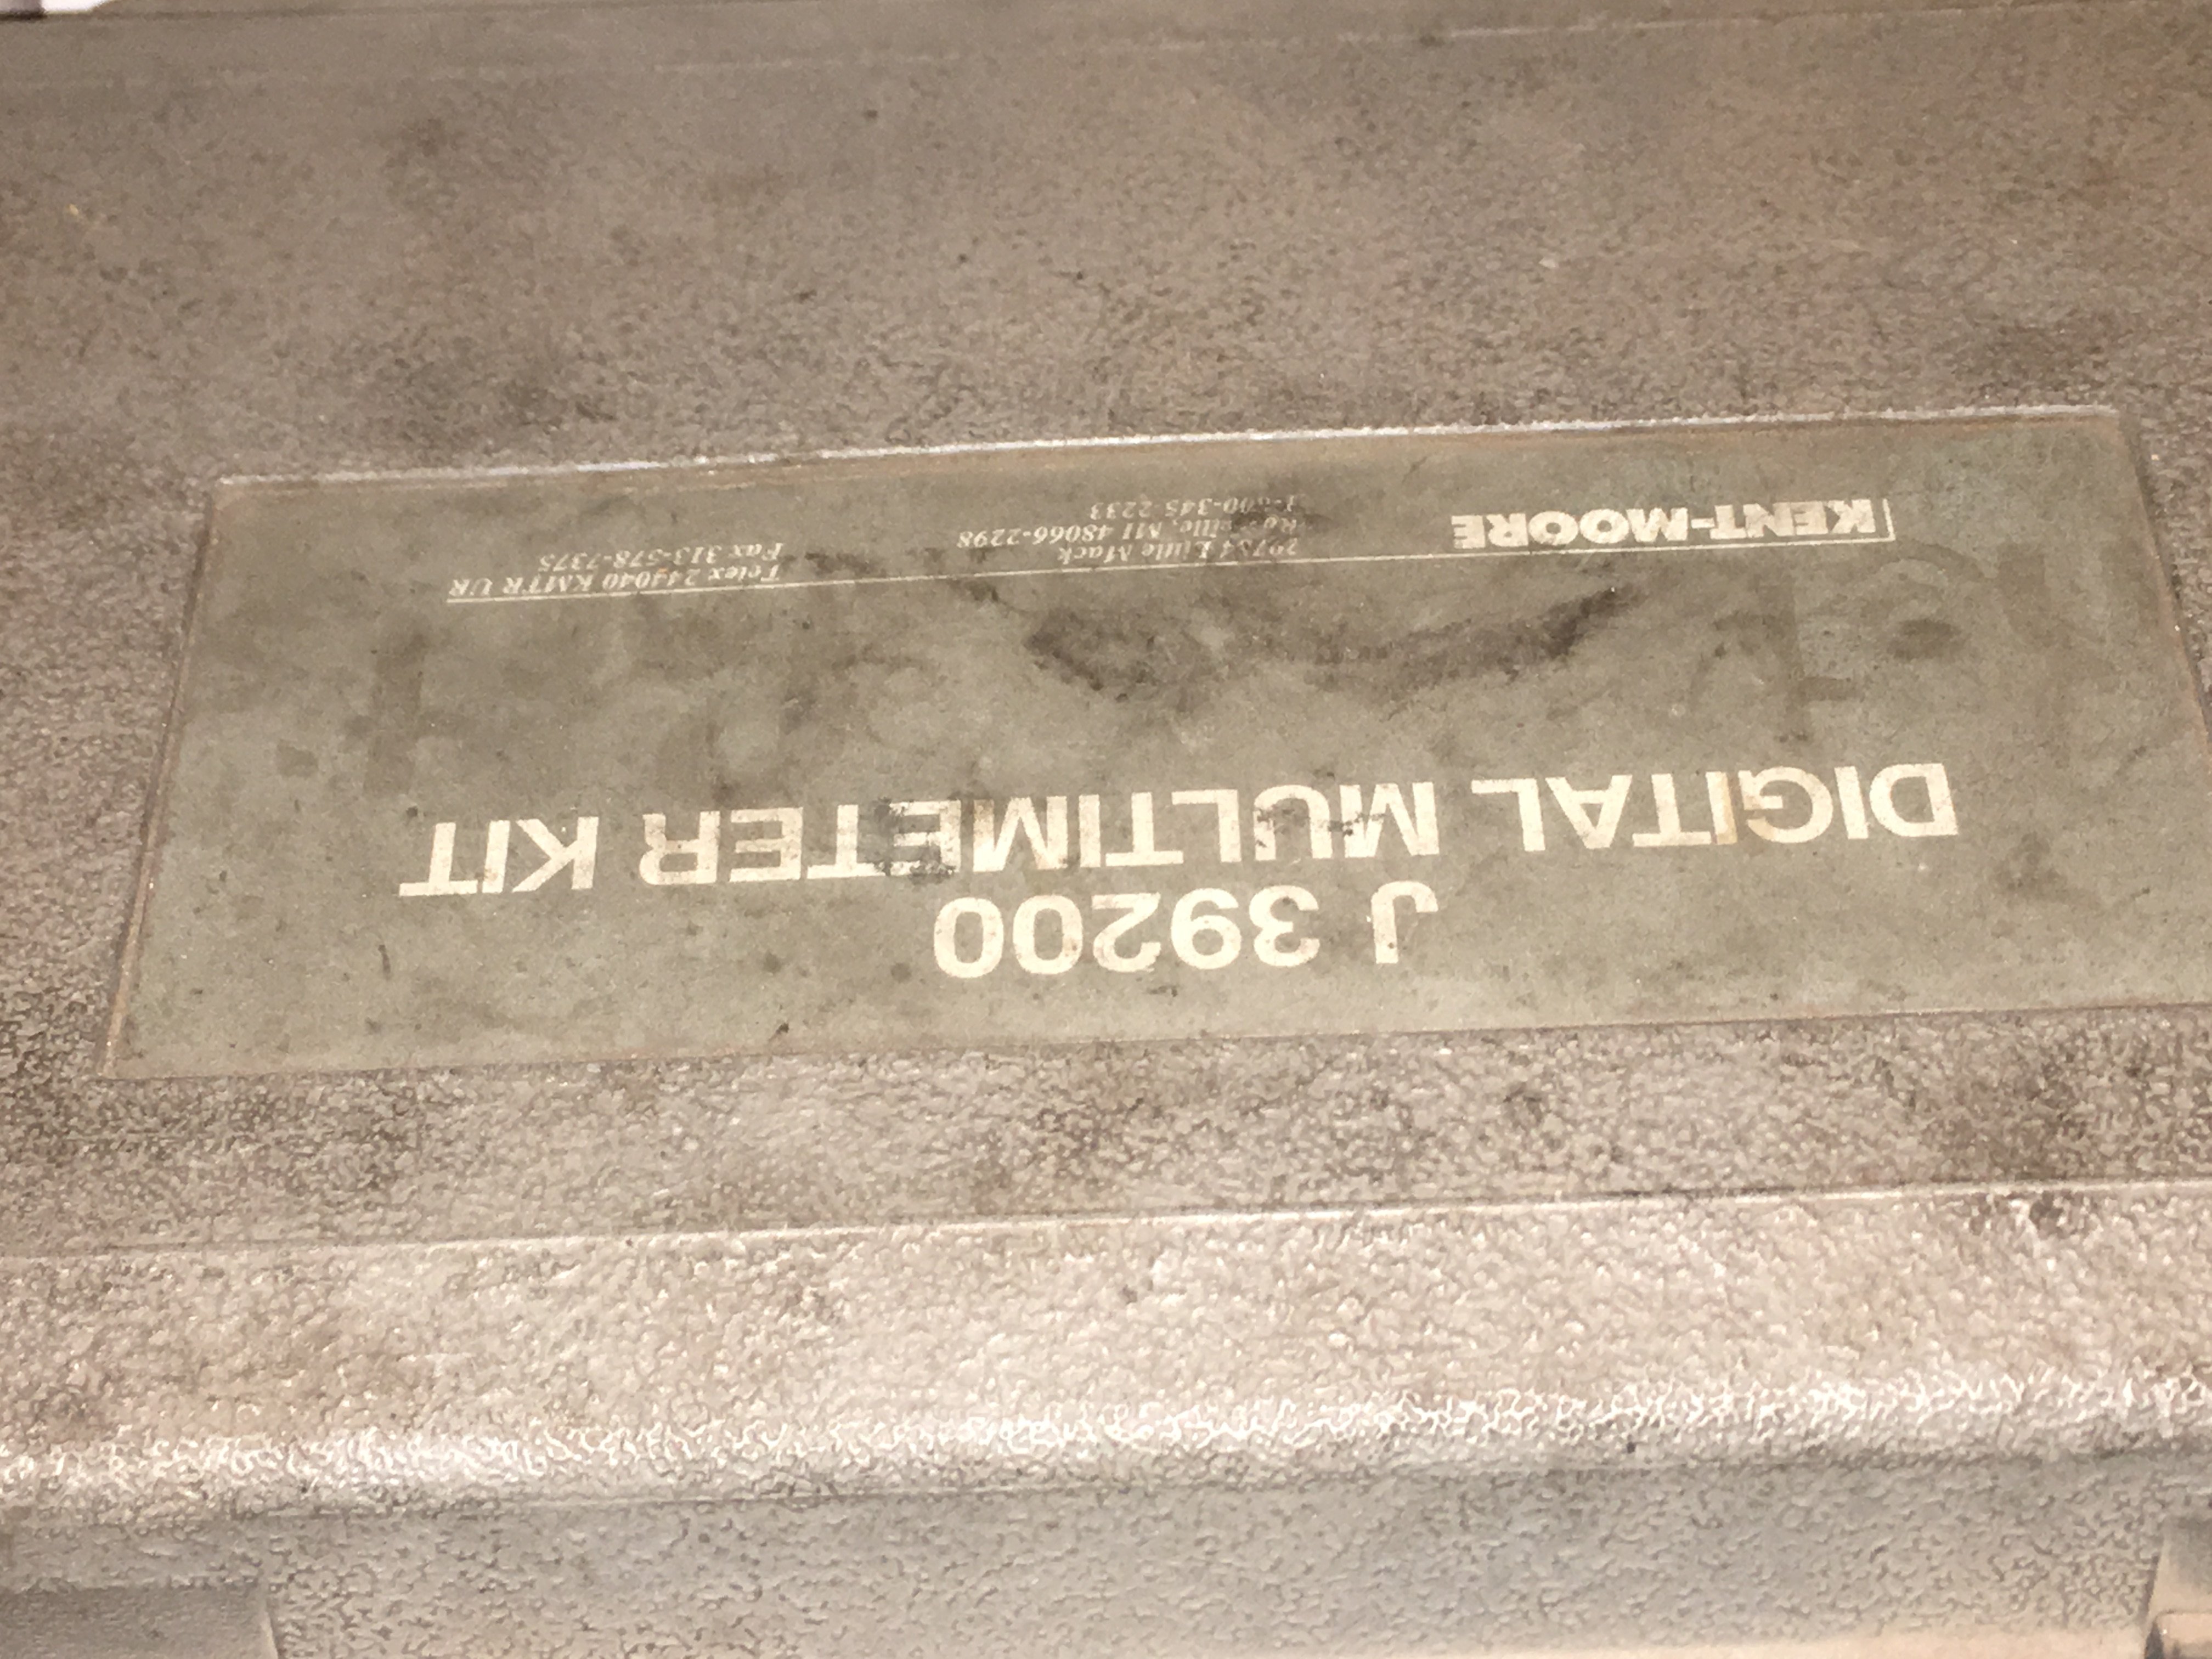 J 39200
DIGITAL MULTIMETER KIT
KENT-MOORE
29784 Little Mack
Roseville, MI 48066-2298
1-800-345-2233
Telex 244040 KMTR UR
Fax 313-578-7375